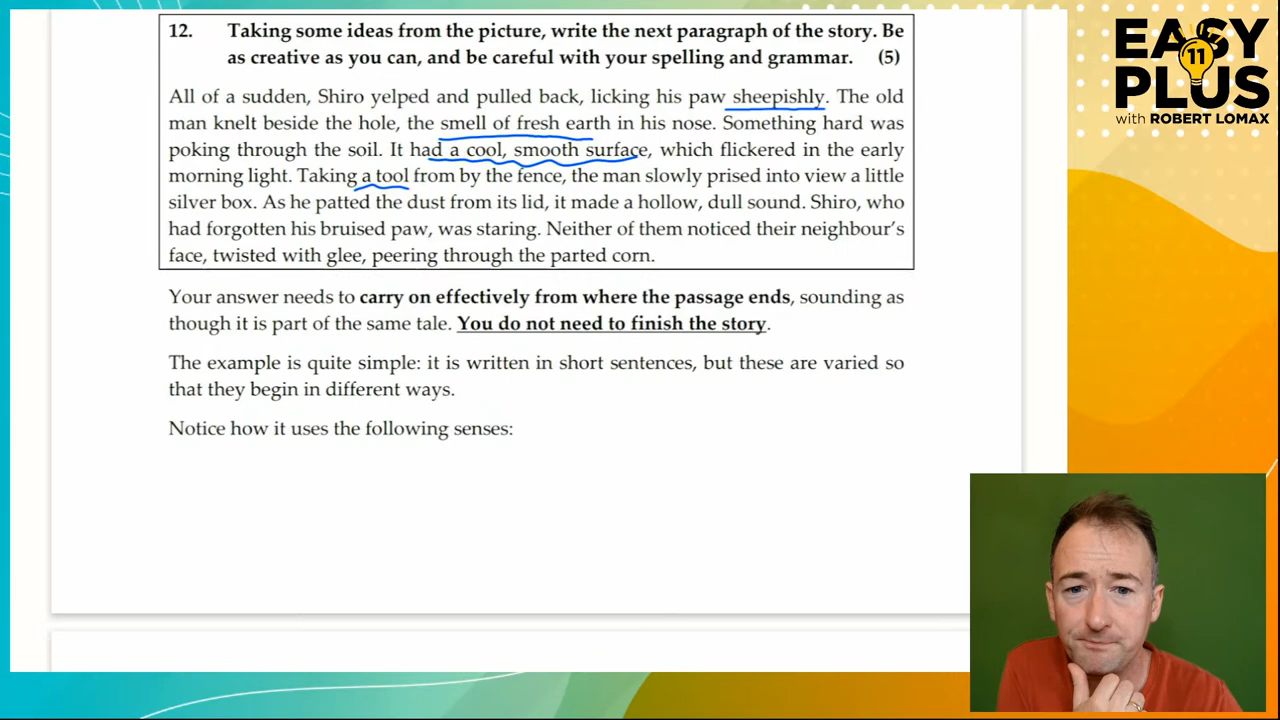 12. Taking some ideas from the picture, write the next paragraph of the story. Be
as creative as you can, and be careful with your spelling and grammar. (5)
All of a sudden, Shiro yelped and pulled back, licking his paw sheepishly. The old
man knelt beside the hole, the smell of fresh earth in his nose. Something hard was
poking through the soil. It had a cool, smooth surface, which flickered in the early
morning light. Taking a tool from by the fence, the man slowly prised into view a little
silver box. As he patted the dust from its lid, it made a hollow, dull sound. Shiro, who
had forgotten his bruised paw, was staring. Neither of them noticed their neighbour's
face, twisted with glee, peering through the parted corn.
Your answer needs to carry on effectively from where the passage ends, sounding as
though it is part of the same tale. You do not need to finish the story.
The example is quite simple: it is written in short sentences, but these are varied so
that they begin in different ways.
Notice how it uses the following senses:
EASY
11
PLUS
with ROBERT LOMAX